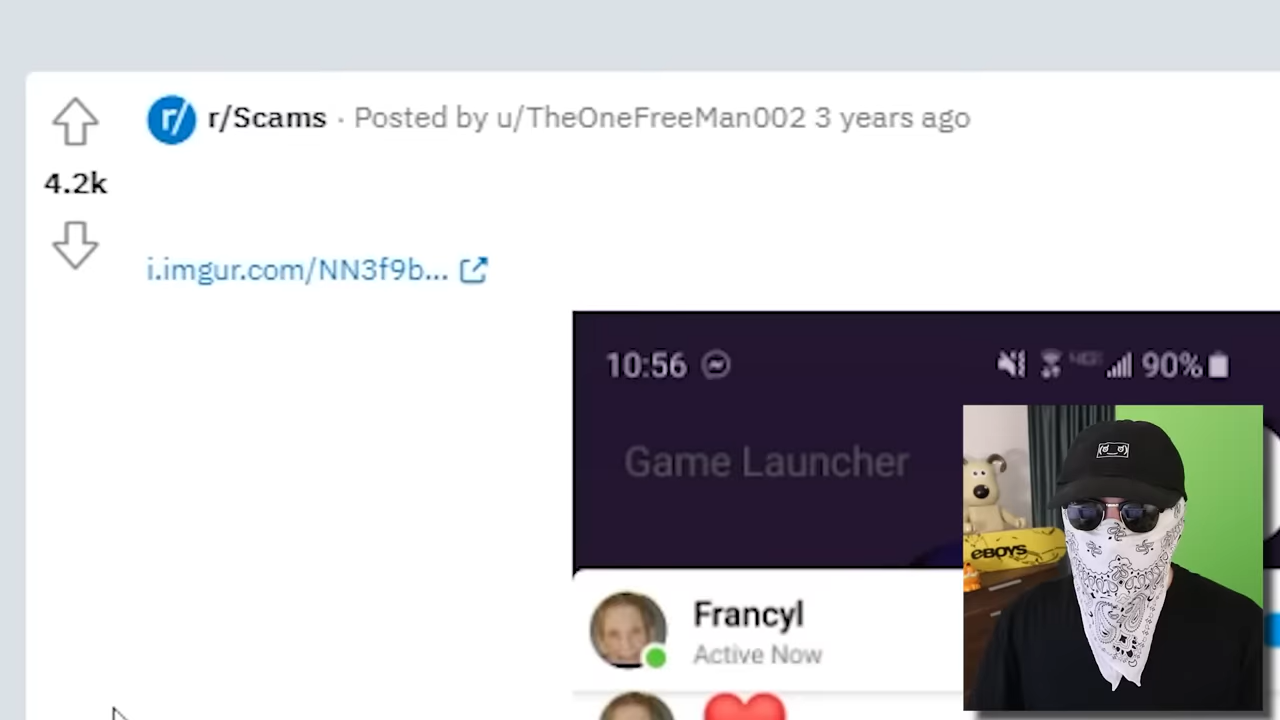 r/Scams · Posted by u/TheOneFreeMan002 3 years ago
4.2k
i.imgur.com/NN3f9b...
10:56
4G 90%
Game Launcher
Francyl
Active Now
eBOYS